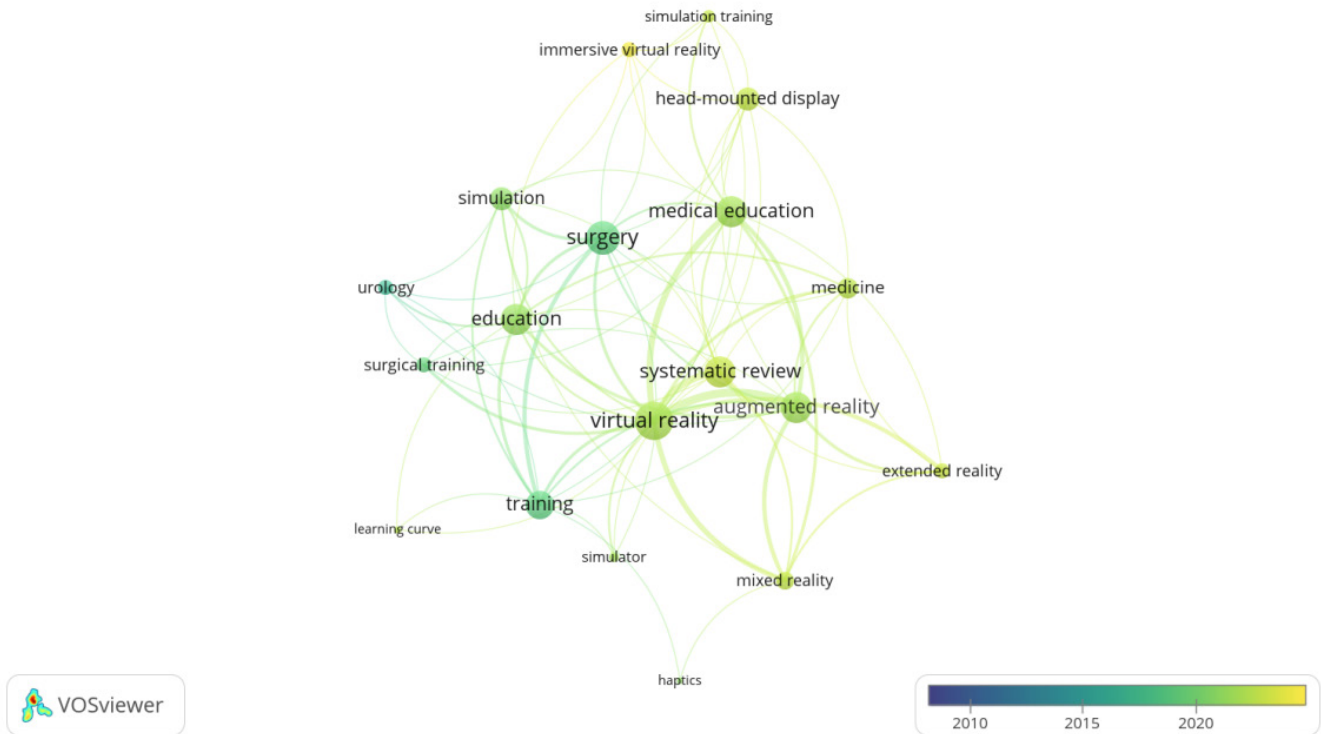 simulation training
immersive virtual reality
head-mounted display
simulation
medical education
surgery
urology
medicine
education
surgical training
systematic review
augmented reality
virtual reality
extended reality
training
learning curve
simulator
mixed reality
haptics
VOSviewer
2010 2015 2020